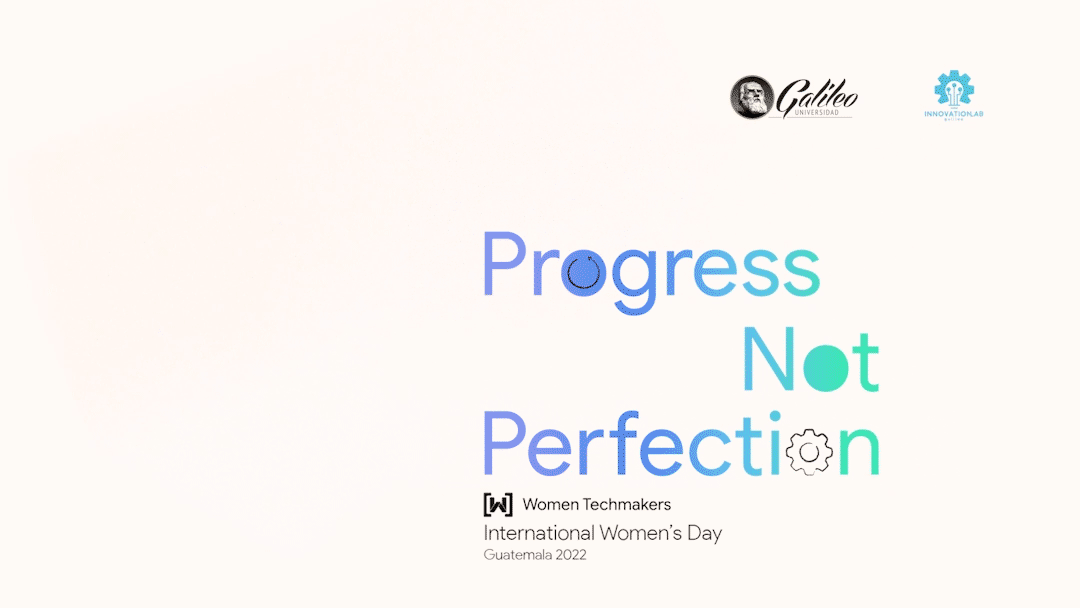 Galileo
UNIVERSIDAD
INNOVATIONLAB
Progress
Not
Perfection
[W] Women Techmakers
International Women's Day
Guatemala 2022